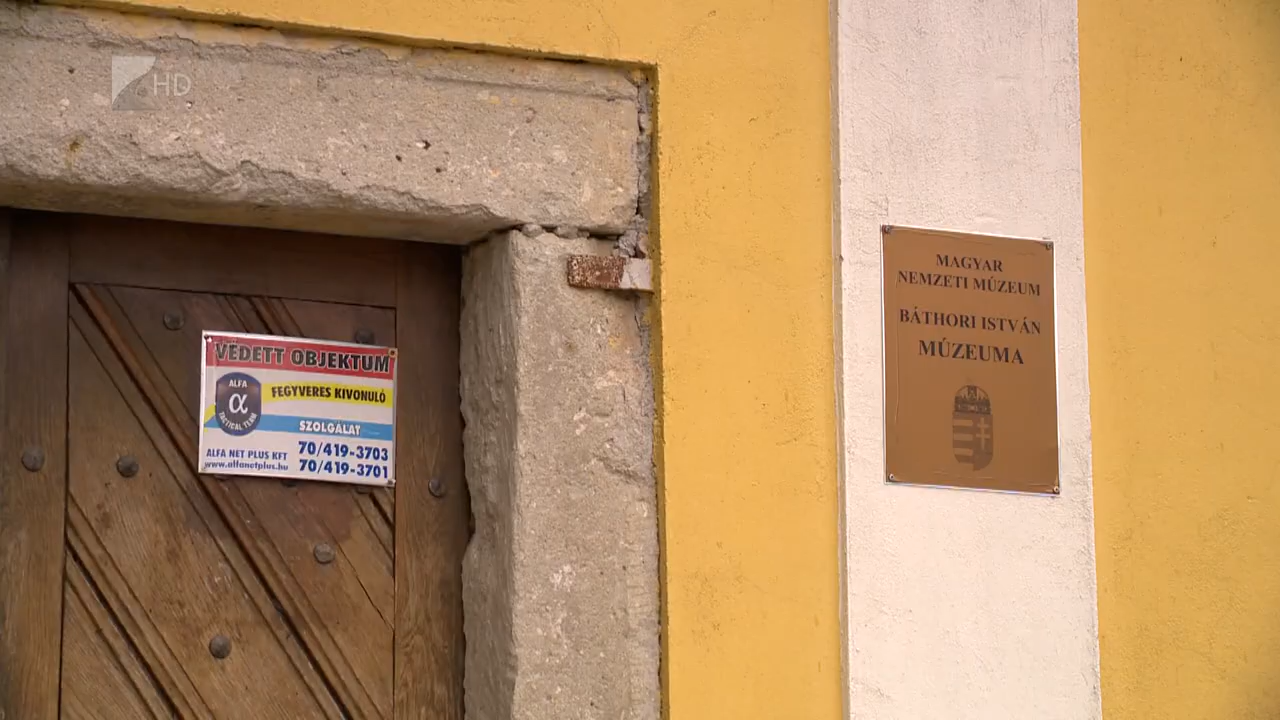 HD
VÉDETT OBJEKTUM
ALFA
α
TACTICAL TEAM
FEGYVERES KIVONULÓ
SZOLGÁLAT
ALFA NET PLUS KFT
www.alfanetplus.hu
70/419-3703
70/419-3701
MAGYAR
NEMZETI MÚZEUM
BÁTHORI ISTVÁN
MÚZEUMA